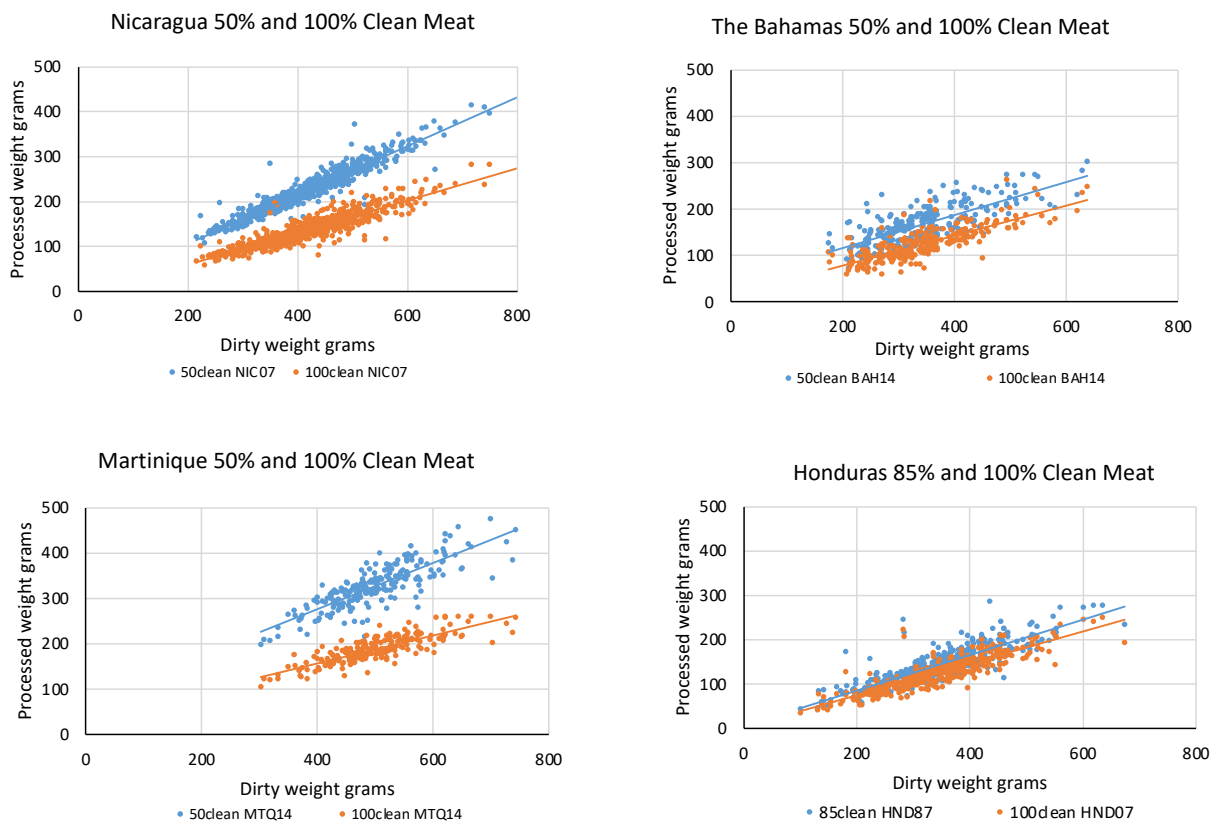 Nicaragua 50% and 100% Clean Meat
500
400
300
200
100
0
Processed weight grams
0 200 400 600 800
Dirty weight grams
50clean NIC07 100clean NIC07
The Bahamas 50% and 100% Clean Meat
500
400
300
200
100
0
Processed weight grams
0 200 400 600 800
Dirty weight grams
50clean BAH14 100clean BAH14
Martinique 50% and 100% Clean Meat
500
400
300
200
100
0
Processed weight grams
0 200 400 600 800
Dirty weight grams
50clean MTQ14 100clean MTQ14
Honduras 85% and 100% Clean Meat
500
400
300
200
100
0
Processed weight grams
0 200 400 600 800
Dirty weight grams
85clean HND87 100clean HND07